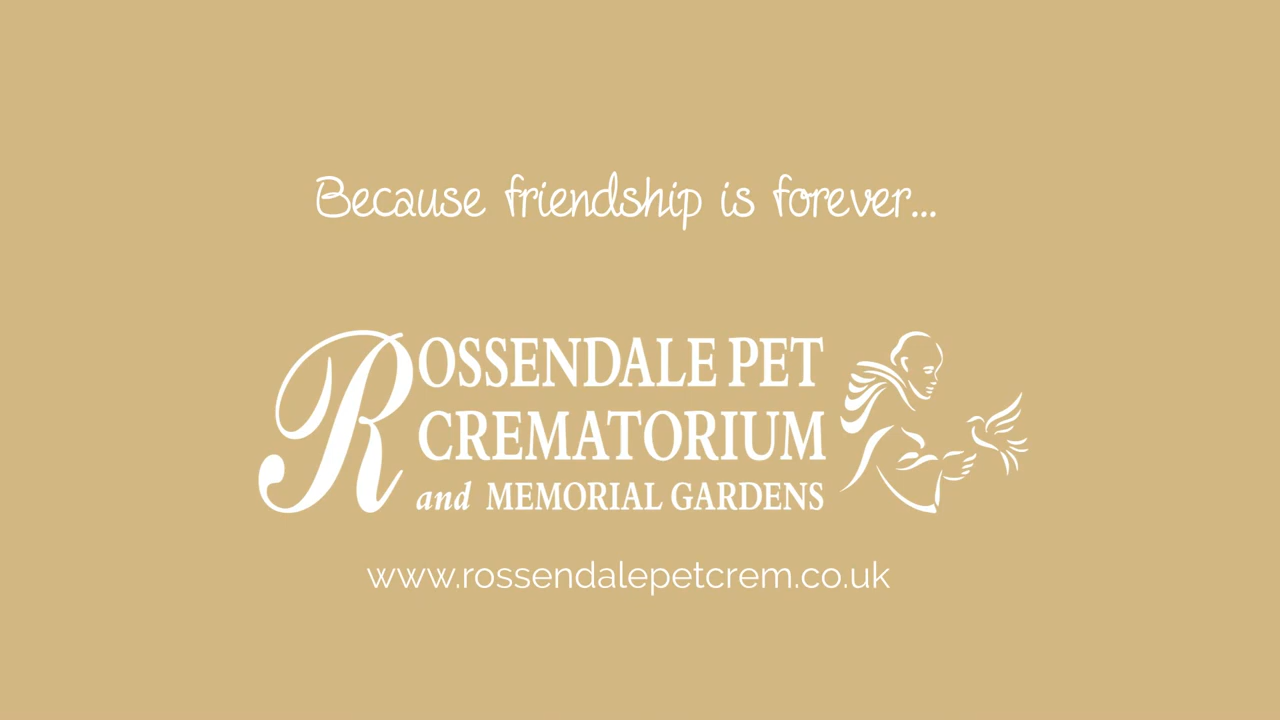 Because friendship is forever...
ROSSENDALE PET
CREMATORIUM
and MEMORIAL GARDENS
www.rossendalepetcrem.co.uk